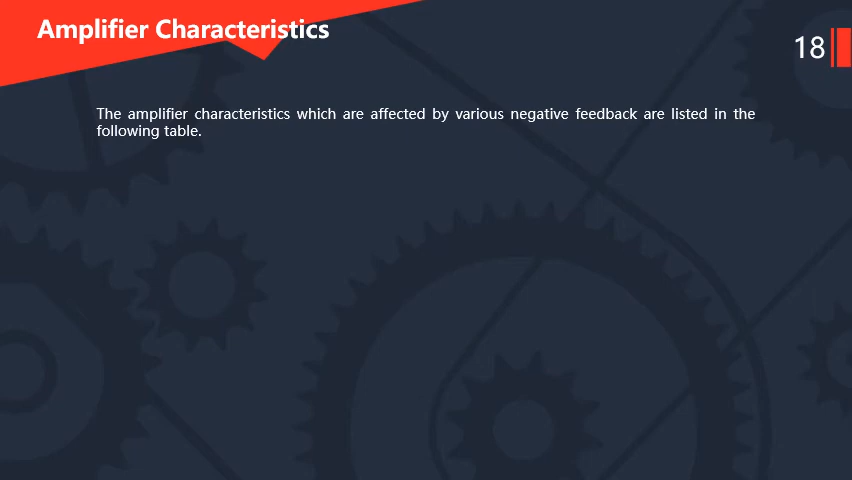 Amplifier Characteristics
18
The amplifier characteristics which are affected by various negative feedback are listed in the
following table.